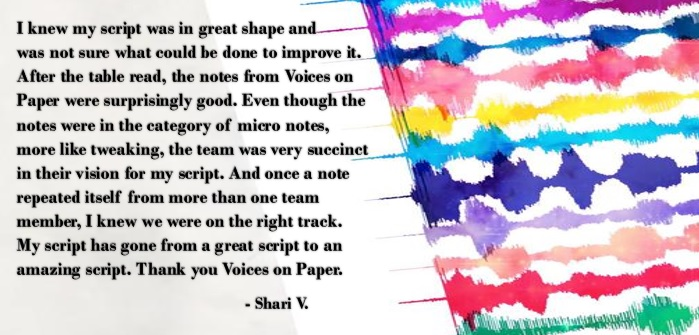 I knew my script was in great shape and
was not sure what could be done to improve it.
After the table read, the notes from Voices on
Paper were surprisingly good. Even though the
notes were in the category of micro notes,
more like tweaking, the team was very succinct
in their vision for my script. And once a note
repeated itself from more than one team
member, I knew we were on the right track.
My script has gone from a great script to an
amazing script. Thank you Voices on Paper.
- Shari V.